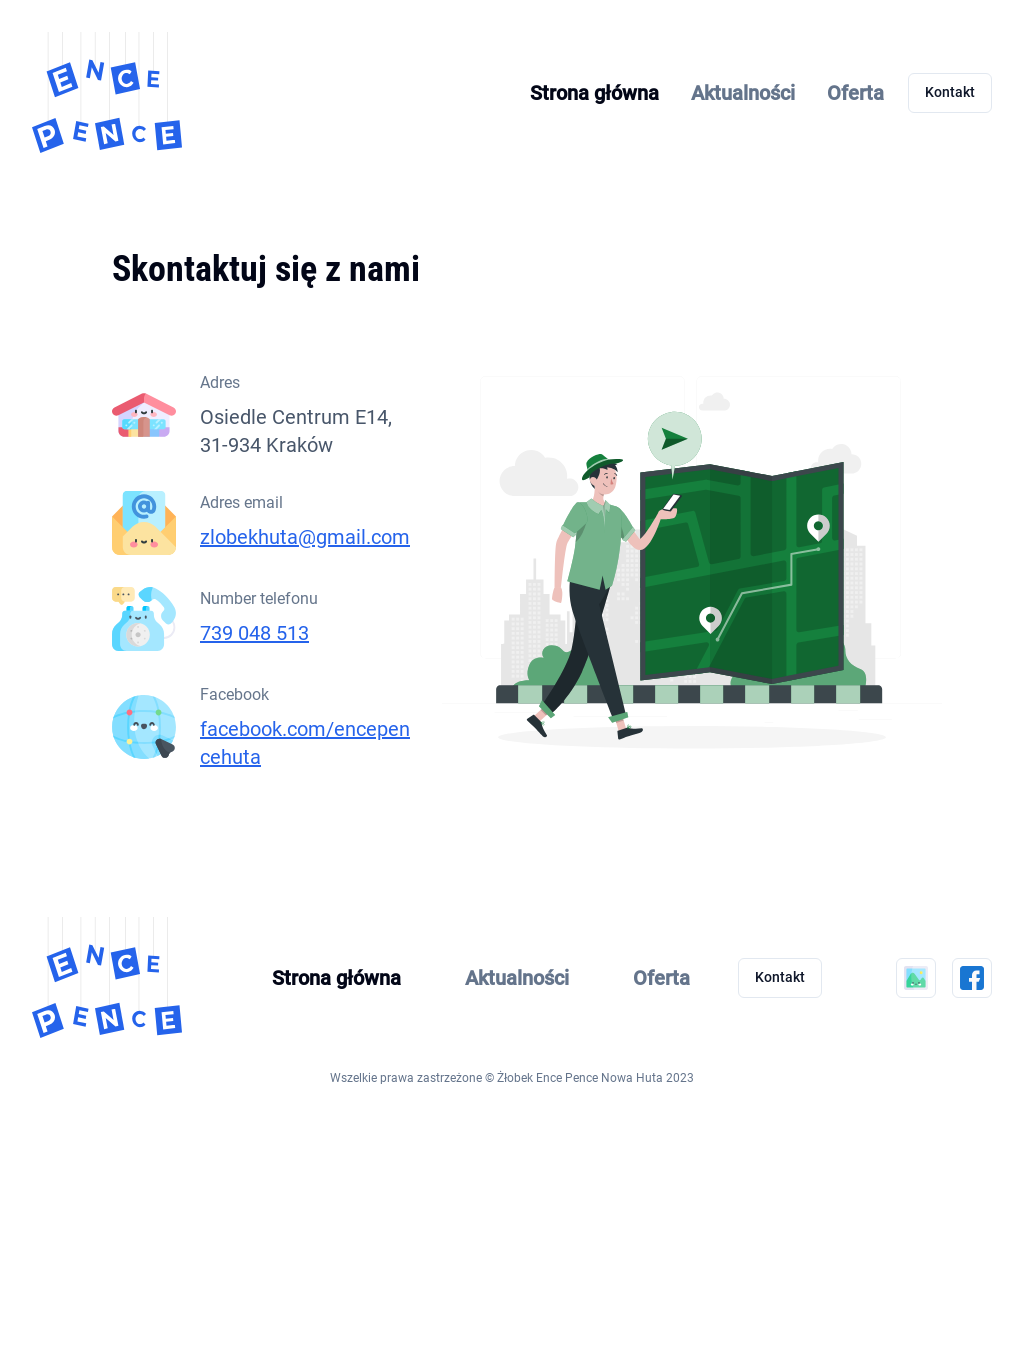 ENCE
PENCE
Strona główna
Aktualności
Oferta
Kontakt
Skontaktuj się z nami
Adres
Osiedle Centrum E14,
31-934 Kraków
Adres email
zlobekhuta@gmail.com
Number telefonu
739 048 513
Facebook
facebook.com/encepen
cehuta
ENCE
PENCE
Strona główna
Aktualności
Oferta
Kontakt
Wszelkie prawa zastrzeżone © Żłobek Ence Pence Nowa Huta 2023